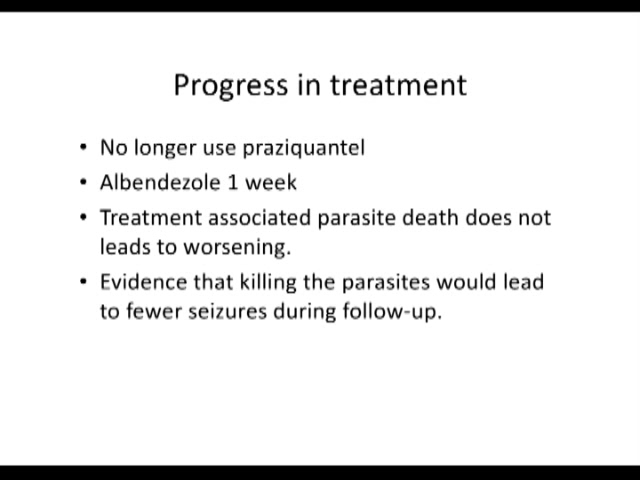 Progress in treatment
• No longer use praziquantel
• Albendezole 1 week
• Treatment associated parasite death does not
leads to worsening.
• Evidence that killing the parasites would lead
to fewer seizures during follow-up.